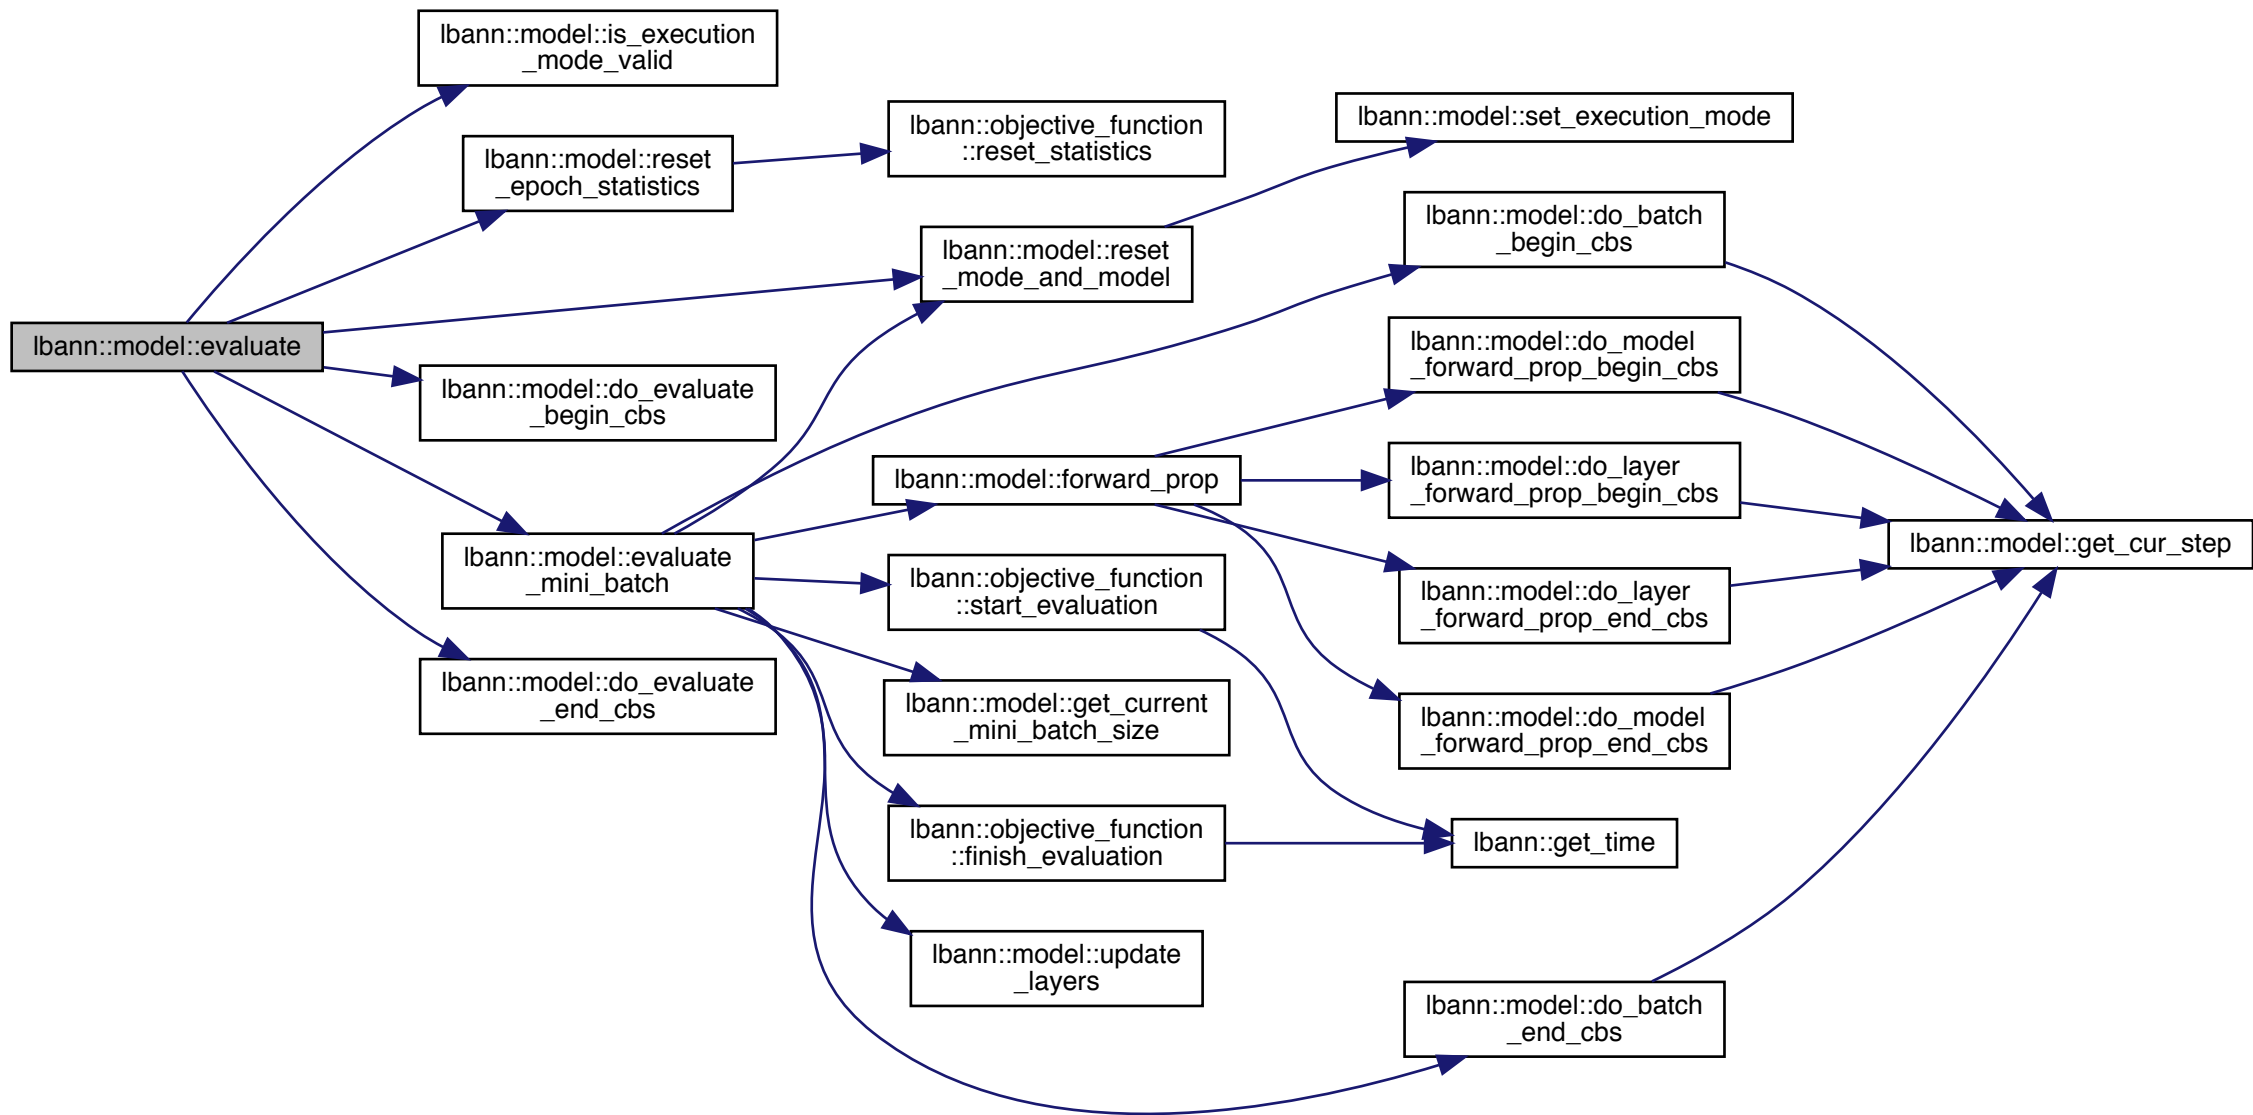 lbann::model::is_execution
_mode_valid
lbann::model::reset
_epoch_statistics
lbann::objective_function
::reset_statistics
lbann::model::set_execution_mode
lbann::model::reset
_mode_and_model
lbann::model::do_batch
_begin_cbs
lbann::model::evaluate
lbann::model::do_evaluate
_begin_cbs
lbann::model::do_model
_forward_prop_begin_cbs
lbann::model::forward_prop
lbann::model::do_layer
_forward_prop_begin_cbs
lbann::model::get_cur_step
lbann::model::evaluate
_mini_batch
lbann::objective_function
::start_evaluation
lbann::model::do_layer
_forward_prop_end_cbs
lbann::model::do_evaluate
_end_cbs
lbann::model::get_current
_mini_batch_size
lbann::model::do_model
_forward_prop_end_cbs
lbann::objective_function
::finish_evaluation
lbann::get_time
lbann::model::update
_layers
lbann::model::do_batch
_end_cbs